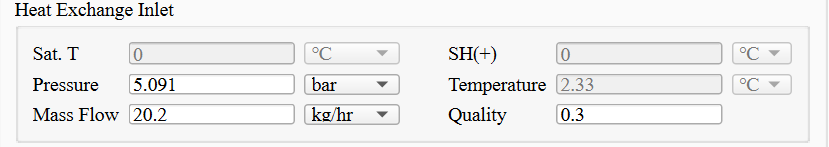 Heat Exchange Inlet
Sat. T 0 °C SH(+) 0 °C
Pressure 5.091 bar Temperature 2.33 °C
Mass Flow 20.2 kg/hr Quality 0.3